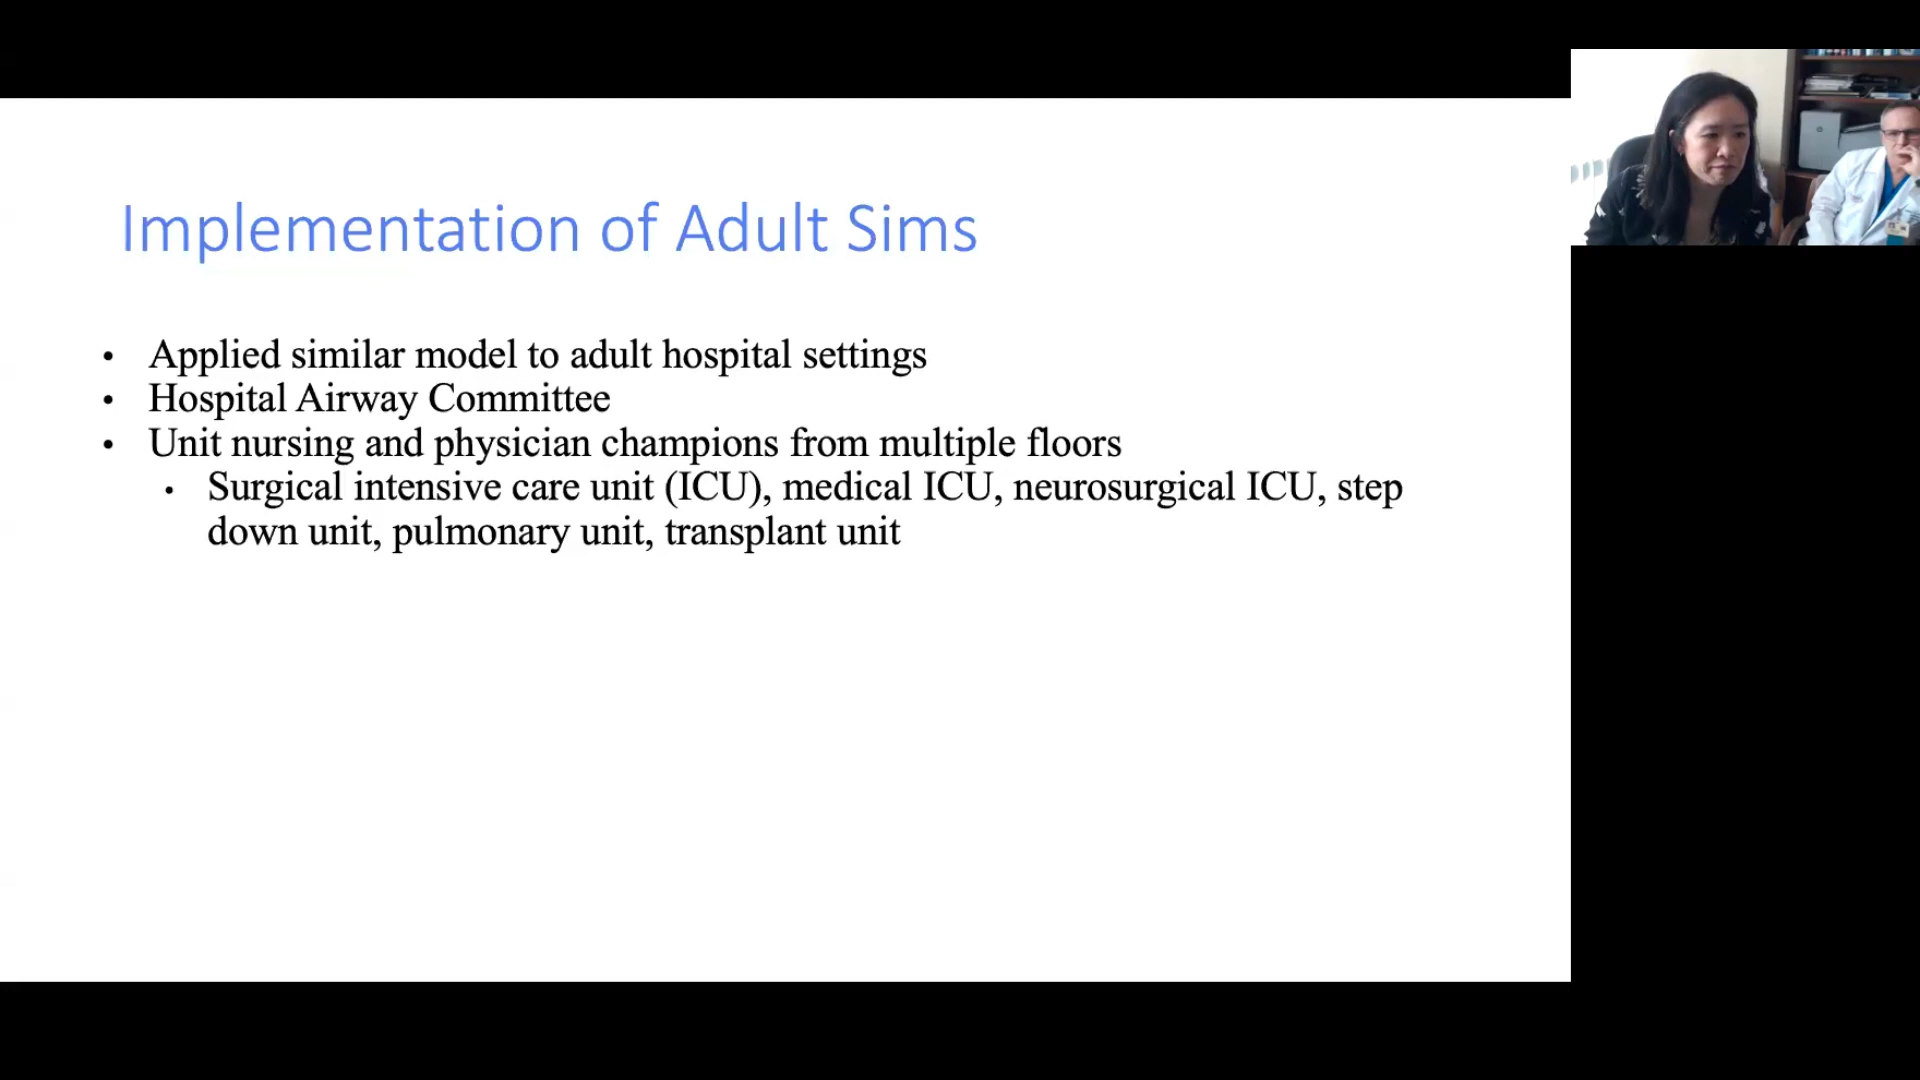 Implementation of Adult Sims
• Applied similar model to adult hospital settings
• Hospital Airway Committee
• Unit nursing and physician champions from multiple floors
• Surgical intensive care unit (ICU), medical ICU, neurosurgical ICU, step
down unit, pulmonary unit, transplant unit